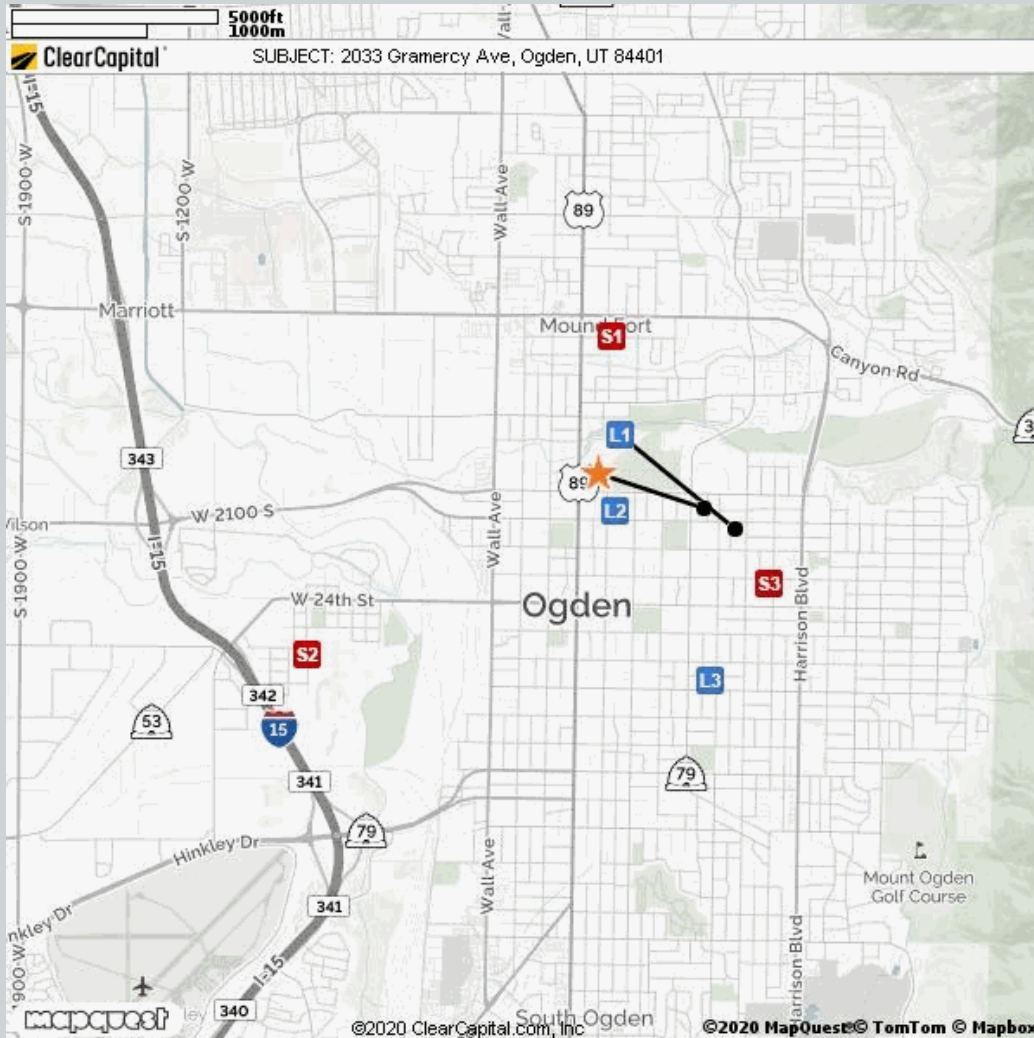 5000ft
1000m
ClearCapital
SUBJECT: 2033 Gramercy Ave, Ogden, UT 84401
I-15
S-1900-W
S-1200-W
Wall-Ave
89
Marriott
Mound Fort
S1
Canyon Rd
L1
343
89
L2
W 2100 S
I-15
S-1900-W
Wall-Ave
S3
W-24th St
Ogden
Harrison Blvd
S2
L3
342
53
15
79
341
79
Hinkley Dr
Wall-Ave
Mount Ogden
Golf Course
341
Harrison Blvd
I-15
340
South Ogden
mapquest
©2020 ClearCapital.com, Inc
©2020 MapQuest © TomTom © Mapbox